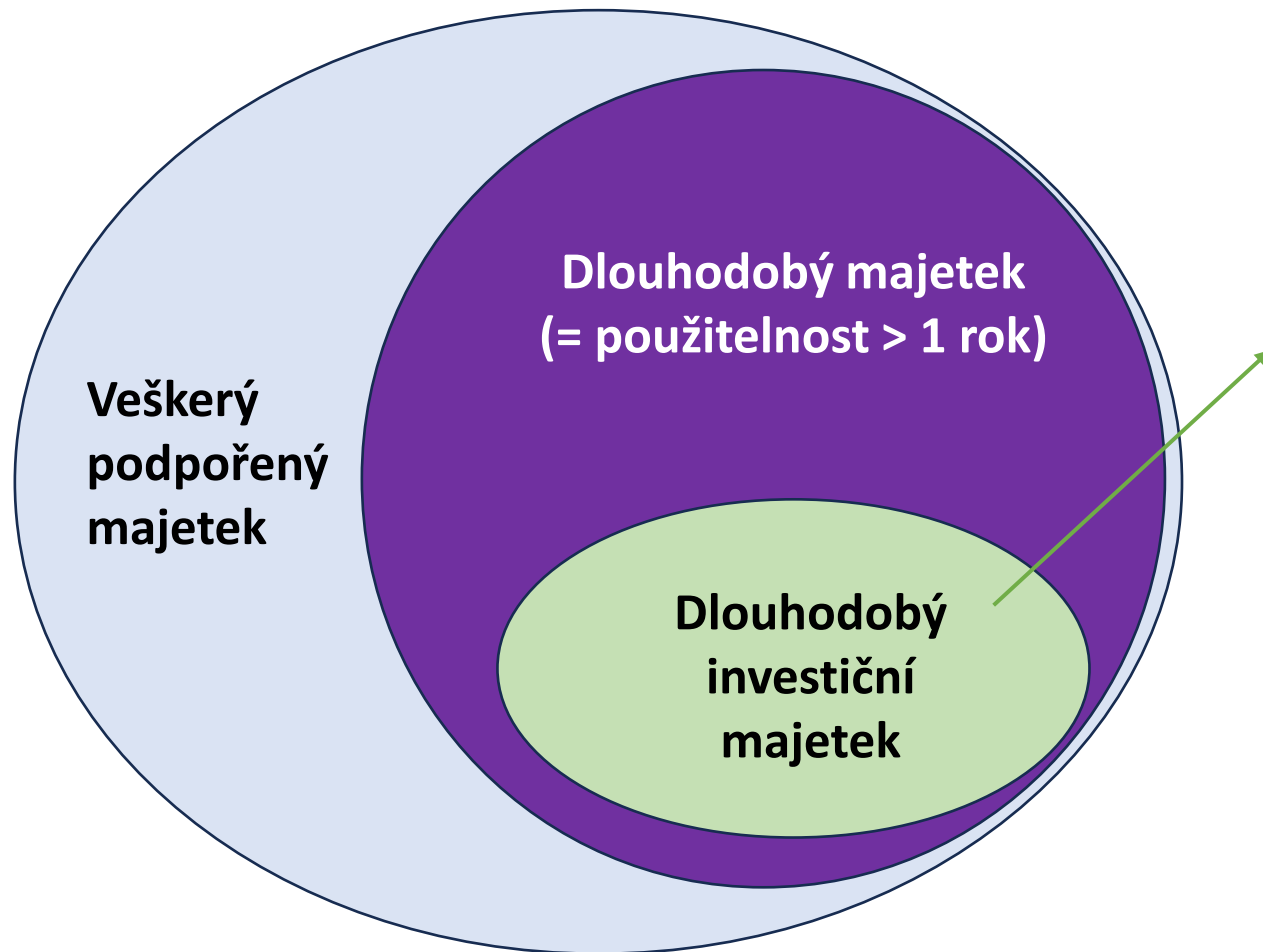 Dlouhodobý majetek
(= použitelnost > 1 rok)
Veškerý
podpořený
majetek
Dlouhodobý
investiční
majetek